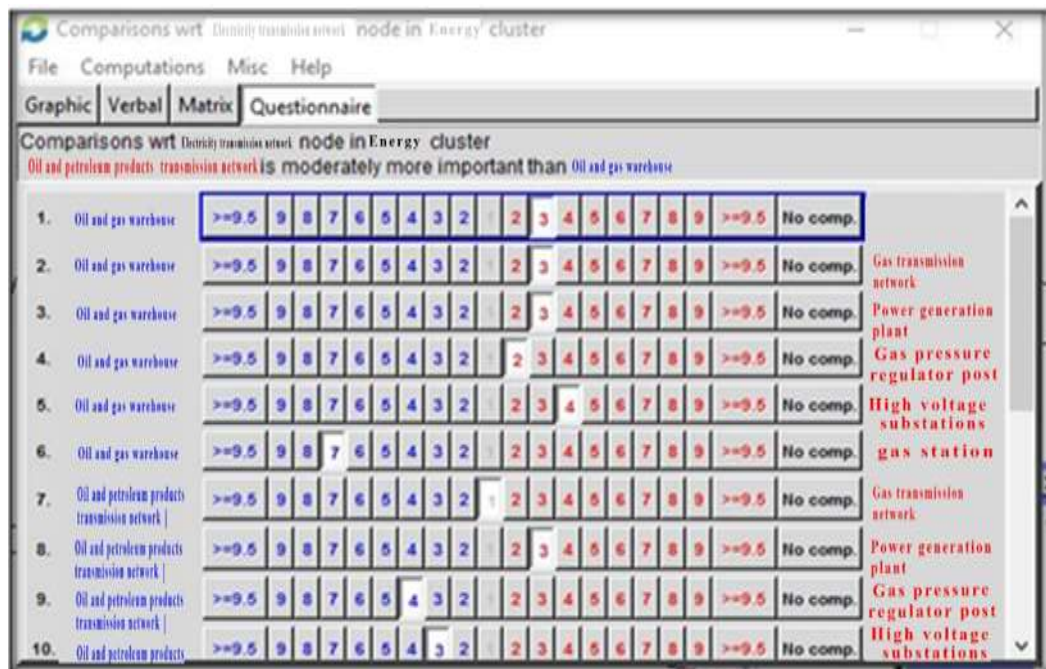 Comparisons wrt Electricity transmission network node in Energy cluster
File Computations Misc Help
Graphic Verbal Matrix Questionnaire
Comparisons wrt Electricity transmission network node in Energy cluster
Oil and petroleum products transmission network is moderately more important than Oil and gas warehouse
1. Oil and gas warehouse >=9.5 9 8 7 6 5 4 3 2 1 2 3 4 5 6 7 8 9 >=9.5 No comp.
2. Oil and gas warehouse >=9.5 9 8 7 6 5 4 3 2 1 2 3 4 5 6 7 8 9 >=9.5 No comp. Gas transmission
network
3. Oil and gas warehouse >=9.5 9 8 7 6 5 4 3 2 1 2 3 4 5 6 7 8 9 >=9.5 No comp. Power generation
plant
4. Oil and gas warehouse >=9.5 9 8 7 6 5 4 3 2 1 2 3 4 5 6 7 8 9 >=9.5 No comp. Gas pressure
regulator post
5. Oil and gas warehouse >=9.5 9 8 7 6 5 4 3 2 1 2 3 4 5 6 7 8 9 >=9.5 No comp. High voltage
substations
6. Oil and gas warehouse >=9.5 9 8 7 6 5 4 3 2 1 2 3 4 5 6 7 8 9 >=9.5 No comp. gas station
7. Oil and petroleum products >=9.5 9 8 7 6 5 4 3 2 1 2 3 4 5 6 7 8 9 >=9.5 No comp. Gas transmission
transmission network | network
8. Oil and petroleum products >=9.5 9 8 7 6 5 4 3 2 1 2 3 4 5 6 7 8 9 >=9.5 No comp. Power generation
transmission network | plant
9. Oil and petroleum products >=9.5 9 8 7 6 5 4 3 2 1 2 3 4 5 6 7 8 9 >=9.5 No comp. Gas pressure
transmission network | regulator post
10. Oil and petroleum products >=9.5 9 8 7 6 5 4 3 2 1 2 3 4 5 6 7 8 9 >=9.5 No comp. High voltage
substations